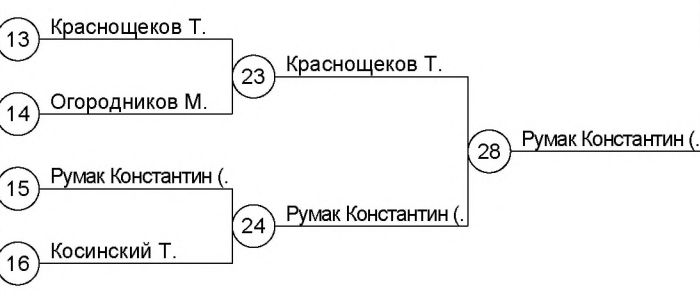 13 Краснощеков Т.
23 Краснощеков Т.
14 Огородников М.
28 Румак Константин (.
15 Румак Константин (.
24 Румак Константин (.
16 Косинский Т.